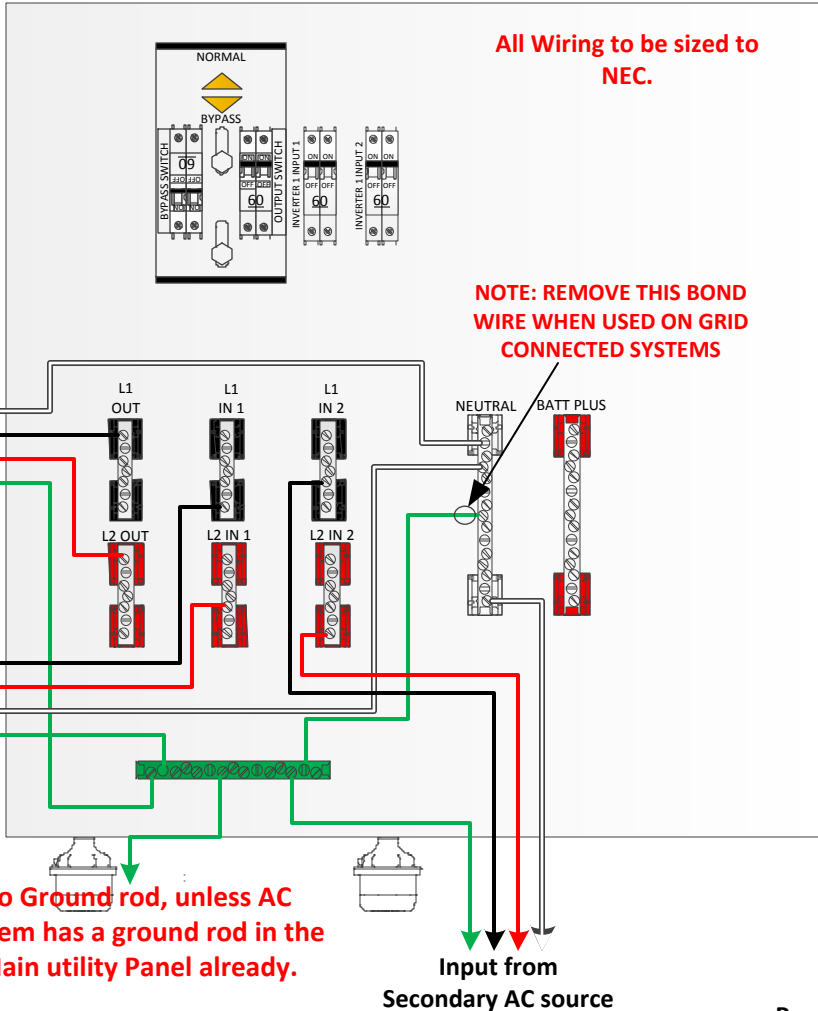 All Wiring to be sized to
NEC.
NORMAL
BYPASS
BYPASS SWITCH
60
OFF OFF
ON ON
ON ON
OFF OFF
60
OUTPUT SWITCH
INVERTER 1 INPUT 1
ON ON
OFF OFF
60
INVERTER 1 INPUT 2
ON ON
OFF OFF
60
NOTE: REMOVE THIS BOND
WIRE WHEN USED ON GRID
CONNECTED SYSTEMS
L1
OUT
L1
IN 1
L1
IN 2
NEUTRAL
BATT PLUS
L2 OUT
L2 IN 1
L2 IN 2
o Ground rod, unless AC
em has a ground rod in the
ain utility Panel already.
Input from
Secondary AC source